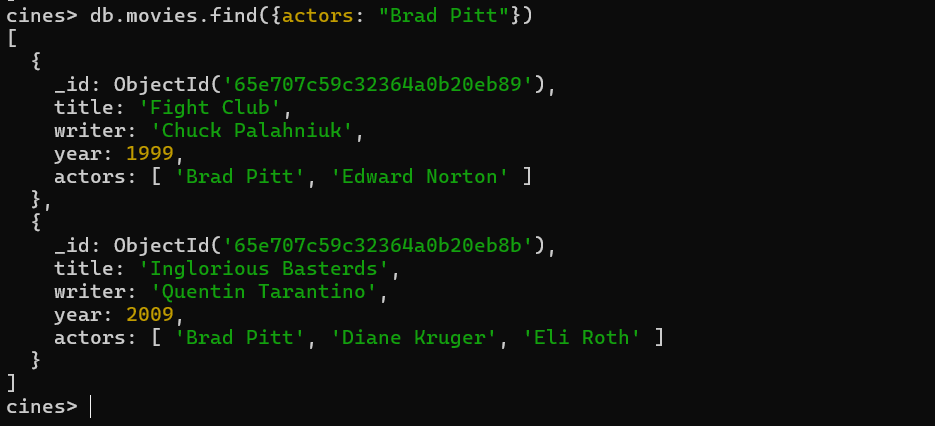 cines> db.movies.find({actors: "Brad Pitt"})
[
  {
    _id: ObjectId('65e707c59c32364a0b20eb89'),
    title: 'Fight Club',
    writer: 'Chuck Palahniuk',
    year: 1999,
    actors: [ 'Brad Pitt', 'Edward Norton' ]
  },
  {
    _id: ObjectId('65e707c59c32364a0b20eb8b'),
    title: 'Inglorious Basterds',
    writer: 'Quentin Tarantino',
    year: 2009,
    actors: [ 'Brad Pitt', 'Diane Kruger', 'Eli Roth' ]
  }
]
cines>